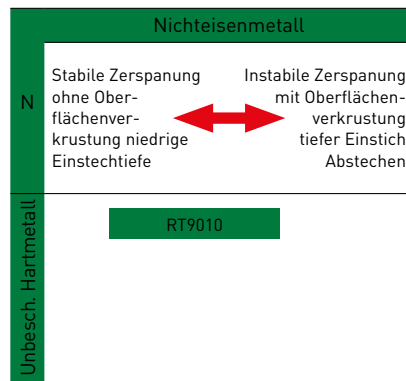 Nichteisenmetall
N
Stabile Zerspanung
ohne Ober-
flächenver-
krustung niedrige
Einstechtiefe
Instabile Zerspanung
mit Oberflächen-
verkrustung
tiefer Einstich
Abstechen
Unbesch. Hartmetall
RT9010